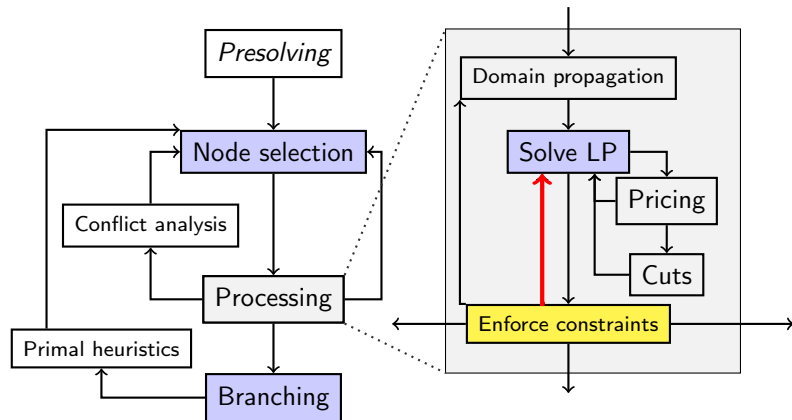 Presolving
Node selection
Conflict analysis
Processing
Primal heuristics
Branching
Domain propagation
Solve LP
Pricing
Cuts
Enforce constraints